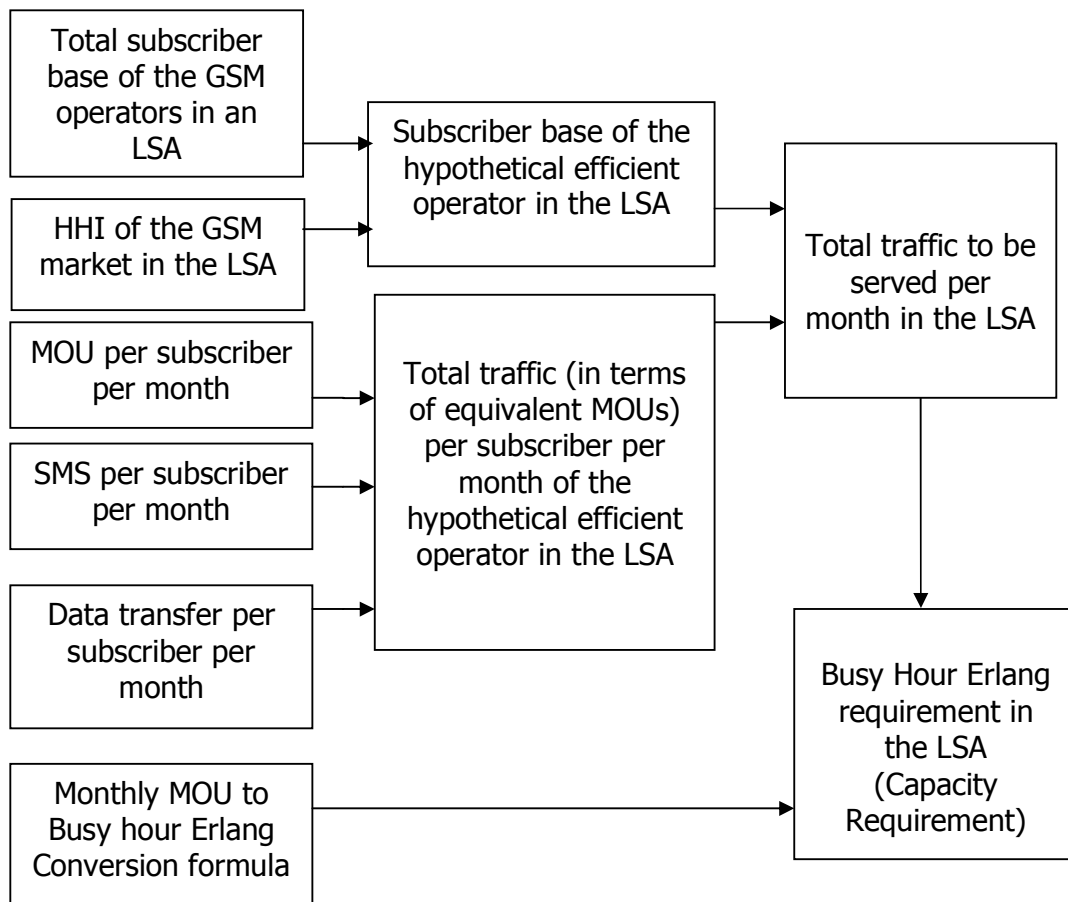 Total subscriber
base of the GSM
operators in an
LSA
HHI of the GSM
market in the LSA
MOU per subscriber
per month
SMS per subscriber
per month
Data transfer per
subscriber per
month
Monthly MOU to
Busy hour Erlang
Conversion formula
Subscriber base of the
hypothetical efficient
operator in the LSA
Total traffic (in terms
of equivalent MOUs)
per subscriber per
month of the
hypothetical efficient
operator in the LSA
Total traffic to be
served per
month in the LSA
Busy Hour Erlang
requirement in
the LSA
(Capacity
Requirement)